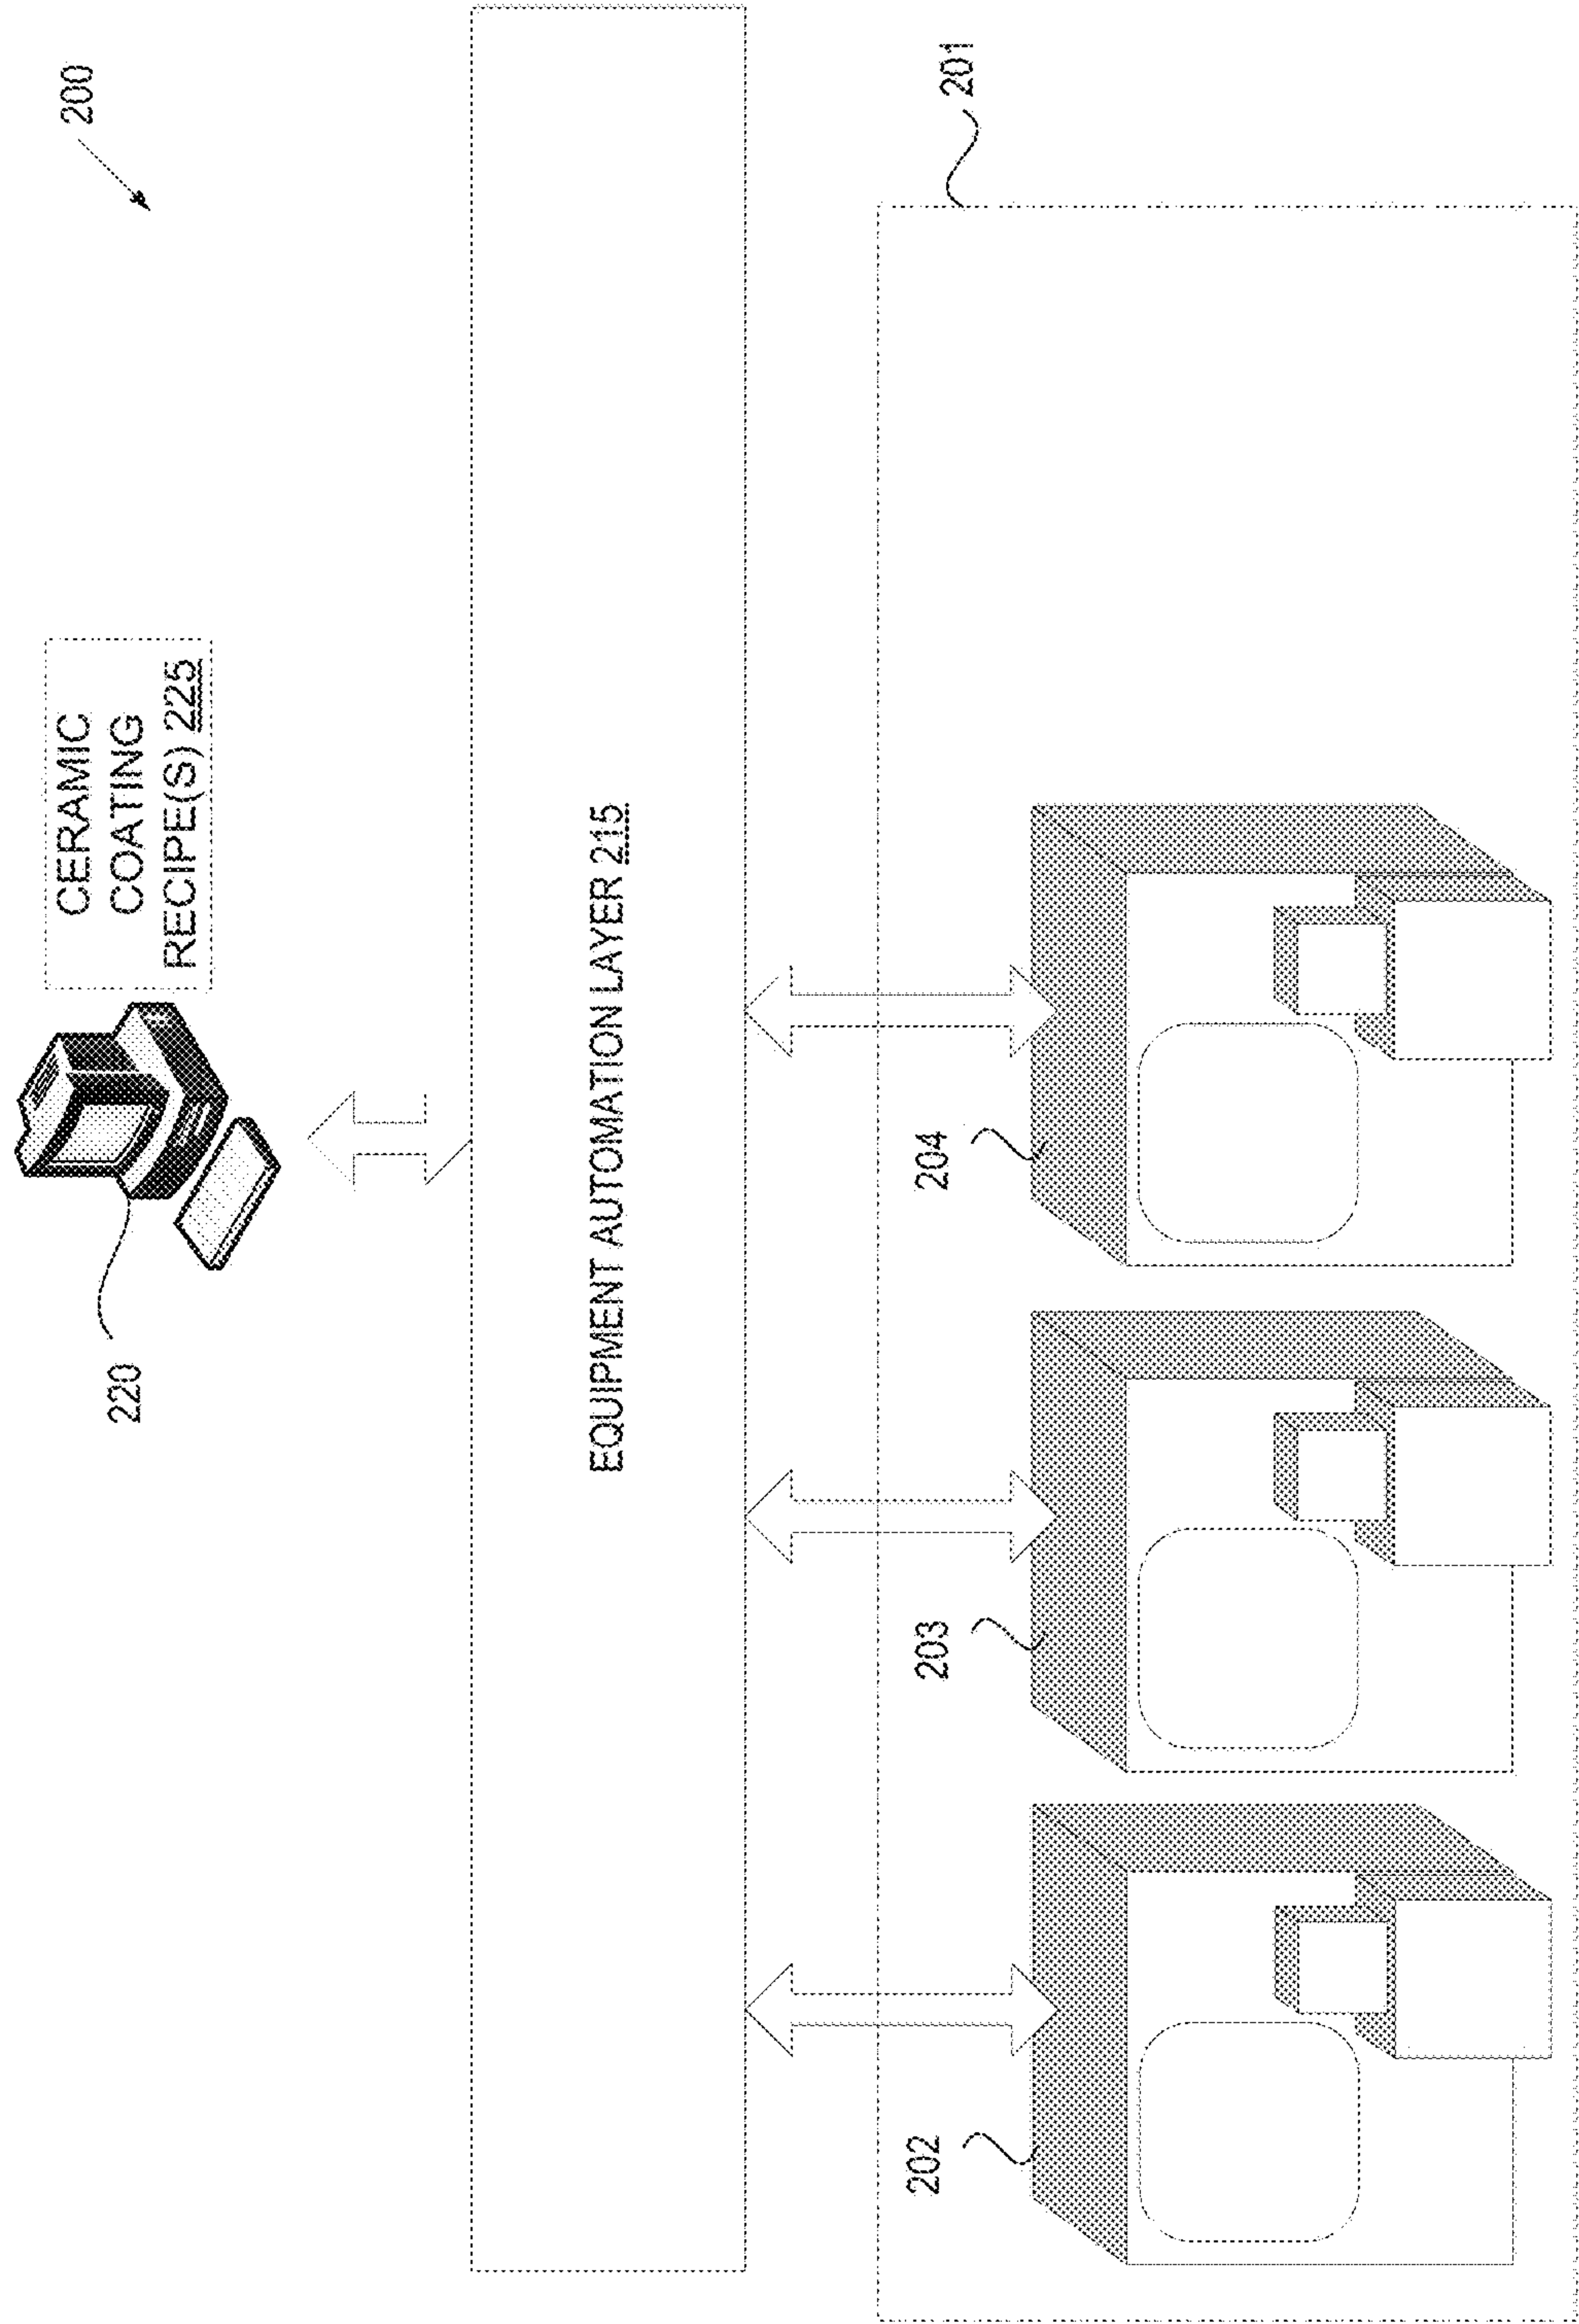 200
CERAMIC
COATING
RECIPE(S) 225
220
EQUIPMENT AUTOMATION LAYER 215
201
202
203
204